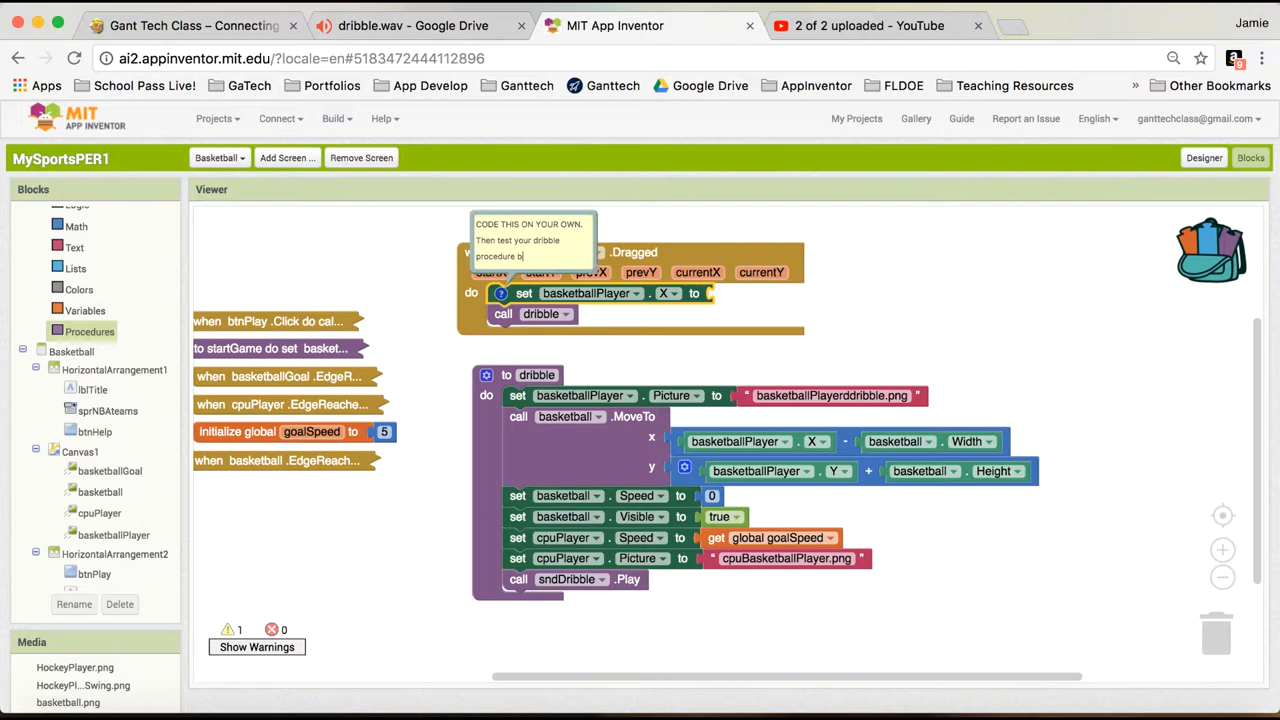 Gant Tech Class – Connecting
dribble.wav - Google Drive
MIT App Inventor
2 of 2 uploaded - YouTube
Jamie
ai2.appinventor.mit.edu/?locale=en#5183472444112896
9
Apps
School Pass Live!
GaTech
Portfolios
App Develop
Ganttech
Ganttech
Google Drive
AppInventor
FLDOE
Teaching Resources
»
Other Bookmarks
MIT
APP INVENTOR
Projects
Connect
Build
Help
My Projects
Gallery
Guide
Report an Issue
English
ganttechclass@gmail.com
MySportsPER1
Basketball
Add Screen ...
Remove Screen
Designer
Blocks
Blocks
Viewer
Logic
Math
Text
Lists
Colors
Variables
Procedures
Basketball
HorizontalArrangement1
lblTitle
sprNBAteams
btnHelp
Canvas1
basketballGoal
basketball
cpuPlayer
basketballPlayer
HorizontalArrangement2
btnPlay
Rename
Delete
Media
HockeyPlayer.png
HockeyPl...Swing.png
basketball.png
CODE THIS ON YOUR OWN.
Then test your dribble
procedure b
.Dragged
startX startY prevX prevY currentX currentY
do ? set basketballPlayer . X to
call dribble
when btnPlay .Click do cal...
to startGame do set basket...
when basketballGoal .EdgeR...
when cpuPlayer .EdgeReache...
initialize global goalSpeed to 5
when basketball .EdgeReach...
to dribble
do set basketballPlayer . Picture to " basketballPlayerddribble.png "
call basketball .MoveTo
x basketballPlayer . X - basketball . Width
y basketballPlayer . Y + basketball . Height
set basketball . Speed to 0
set basketball . Visible to true
set cpuPlayer . Speed to get global goalSpeed
set cpuPlayer . Picture to " cpuBasketballPlayer.png "
call sndDribble .Play
1 0
Show Warnings